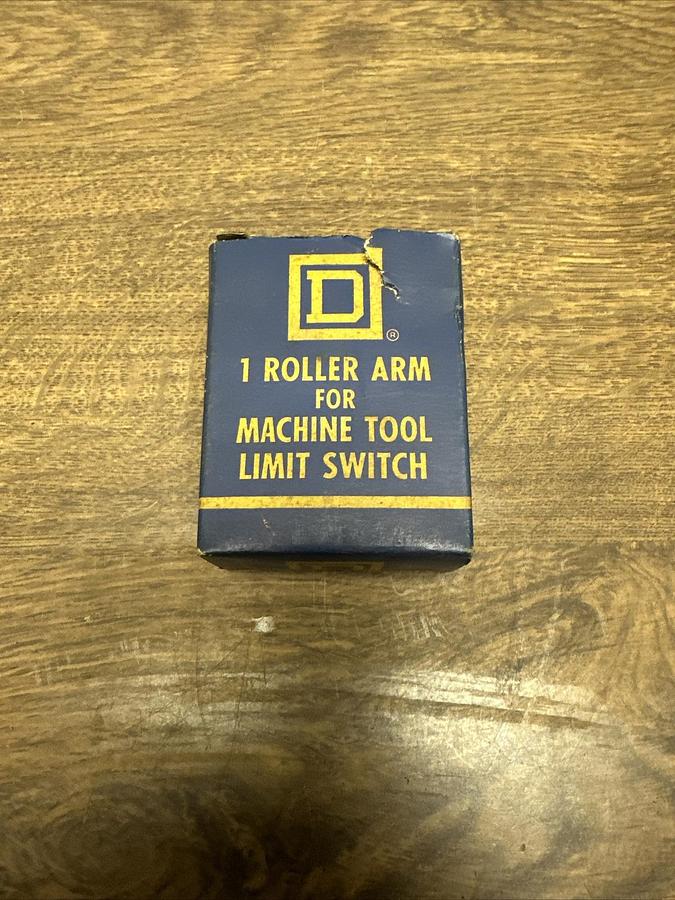 D
®
1 ROLLER ARM
FOR
MACHINE TOOL
LIMIT SWITCH